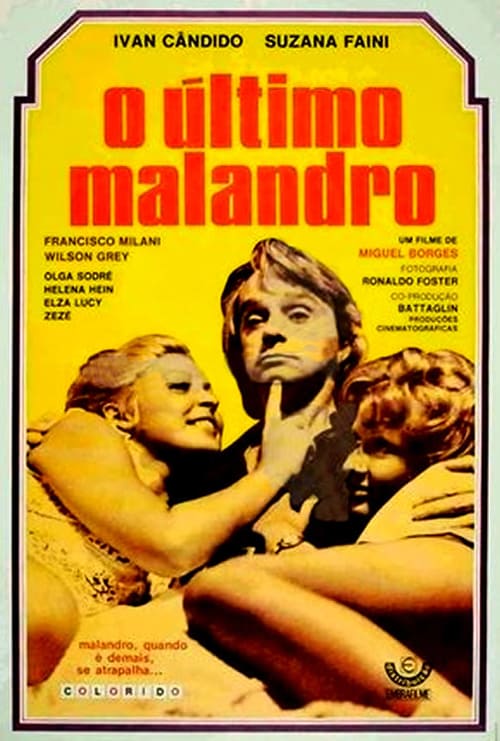 IVAN CÂNDIDO SUZANA FAINI
o último
malandro
FRANCISCO MILANI
WILSON GREY
OLGA SODRÉ
HELENA HEIN
ELZA LUCY
ZEZÉ
UM FILME DE
MIGUEL BORGES
FOTOGRAFIA
RONALDO FOSTER
CO-PRODUÇÃO
BATTAGLIN
PRODUÇÕES
CINEMATOGRAFICAS
malandro, quando
é demais,
se atrapalha...
COLORIDO
EMBRAFILME